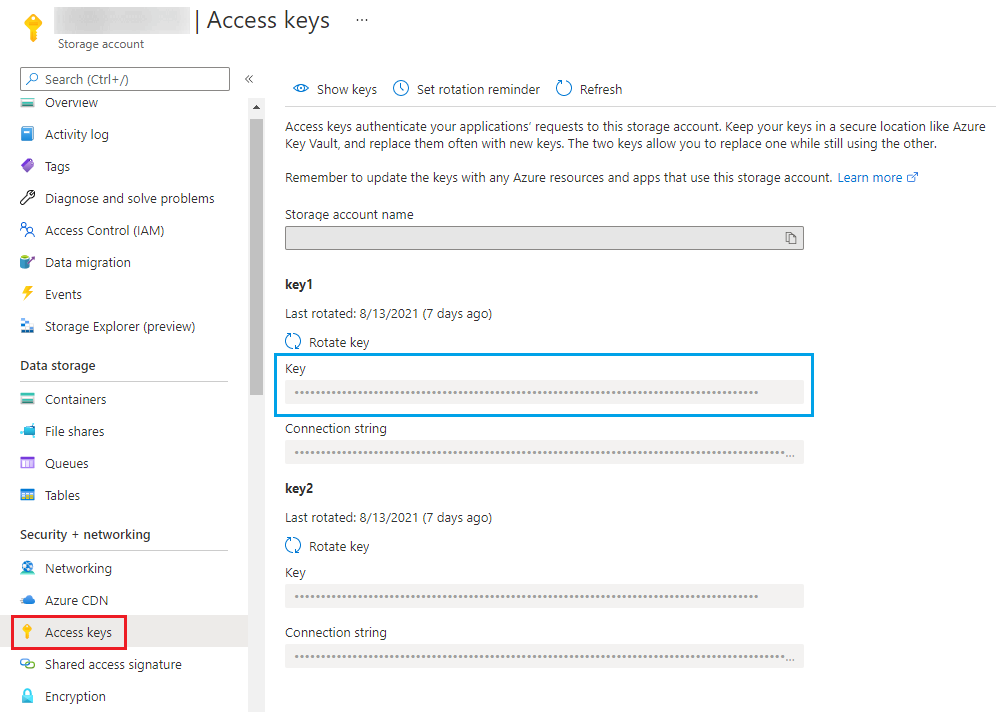 | Access keys ...
Storage account
Search (Ctrl+/)
«
Overview
Activity log
Tags
Diagnose and solve problems
Access Control (IAM)
Data migration
Events
Storage Explorer (preview)
Data storage
Containers
File shares
Queues
Tables
Security + networking
Networking
Azure CDN
Access keys
Shared access signature
Encryption
Show keys Set rotation reminder Refresh
Access keys authenticate your applications' requests to this storage account. Keep your keys in a secure location like Azure
Key Vault, and replace them often with new keys. The two keys allow you to replace one while still using the other.
Remember to update the keys with any Azure resources and apps that use this storage account. Learn more
Storage account name
key1
Last rotated: 8/13/2021 (7 days ago)
Rotate key
Key
Connection string
...
key2
Last rotated: 8/13/2021 (7 days ago)
Rotate key
Key
Connection string
...